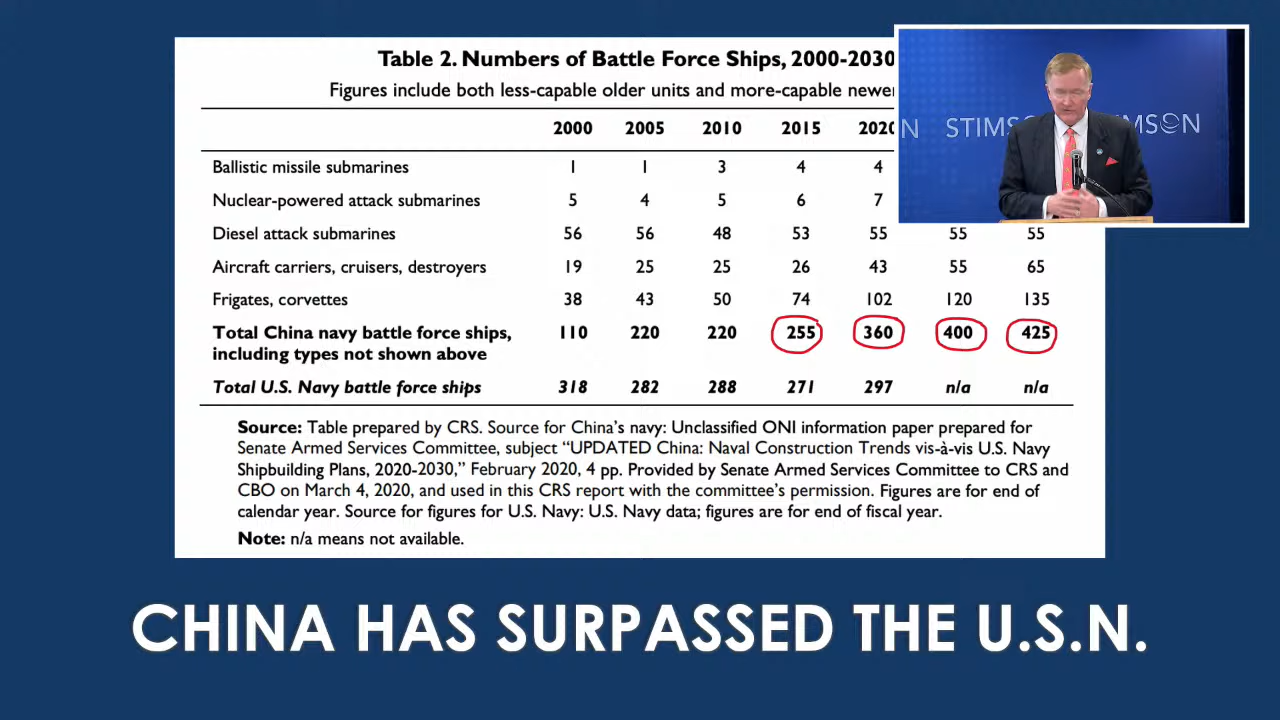 Table 2. Numbers of Battle Force Ships, 2000-2030
Figures include both less-capable older units and more-capable newer
2000 2005 2010 2015 2020
Ballistic missile submarines 1 1 3 4 4
Nuclear-powered attack submarines 5 4 5 6 7
Diesel attack submarines 56 56 48 53 55 55 55
Aircraft carriers, cruisers, destroyers 19 25 25 26 43 55 65
Frigates, corvettes 38 43 50 74 102 120 135
Total China navy battle force ships, 110 220 220 255 360 400 425
including types not shown above
Total U.S. Navy battle force ships 318 282 288 271 297 n/a n/a
Source: Table prepared by CRS. Source for China’s navy: Unclassified ONI information paper prepared for
Senate Armed Services Committee, subject “UPDATED China: Naval Construction Trends vis-à-vis U.S. Navy
Shipbuilding Plans, 2020-2030,” February 2020, 4 pp. Provided by Senate Armed Services Committee to CRS and
CBO on March 4, 2020, and used in this CRS report with the committee’s permission. Figures are for end of
calendar year. Source for figures for U.S. Navy: U.S. Navy data; figures are for end of fiscal year.
Note: n/a means not available.
STIMSON
CHINA HAS SURPASSED THE U.S.N.